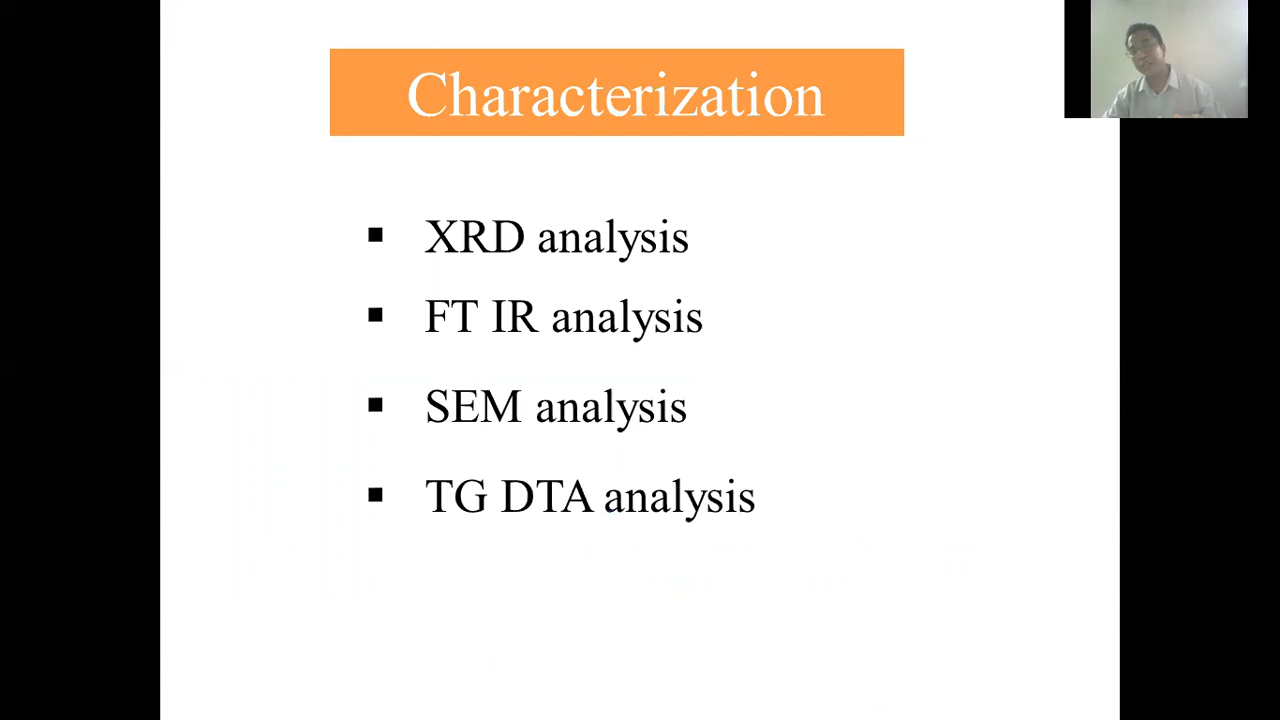 Characterization
▪ XRD analysis
▪ FT IR analysis
▪ SEM analysis
▪ TG DTA analysis